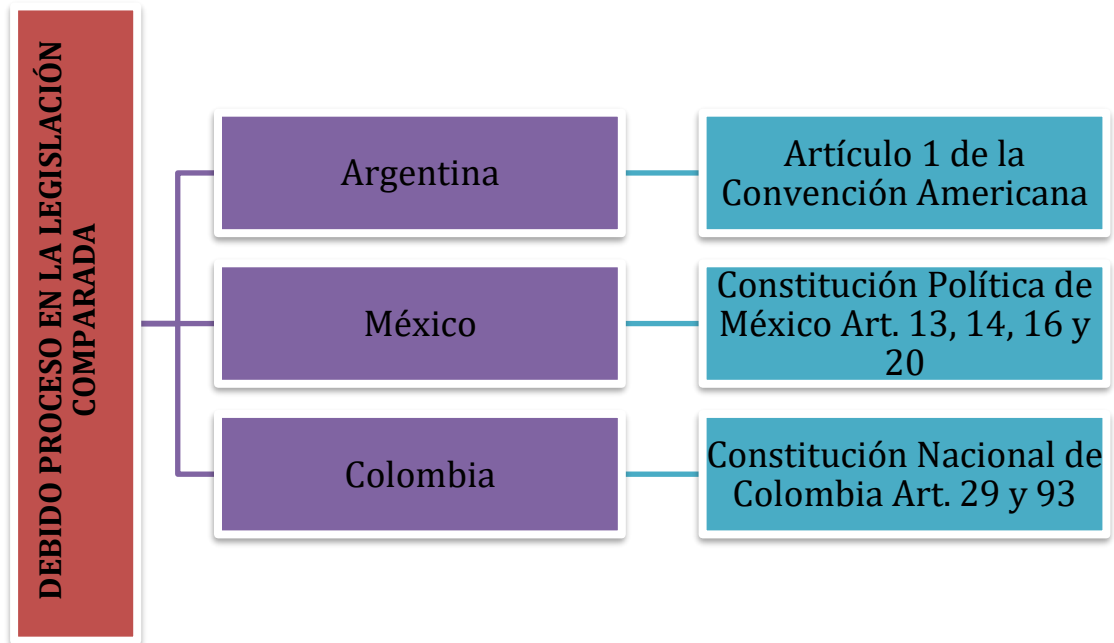 DEBIDO PROCESO EN LA LEGISLACIÓN
COMPARADA
Argentina
Artículo 1 de la
Convención Americana
México
Constitución Política de
México Art. 13, 14, 16 y
20
Colombia
Constitución Nacional de
Colombia Art. 29 y 93